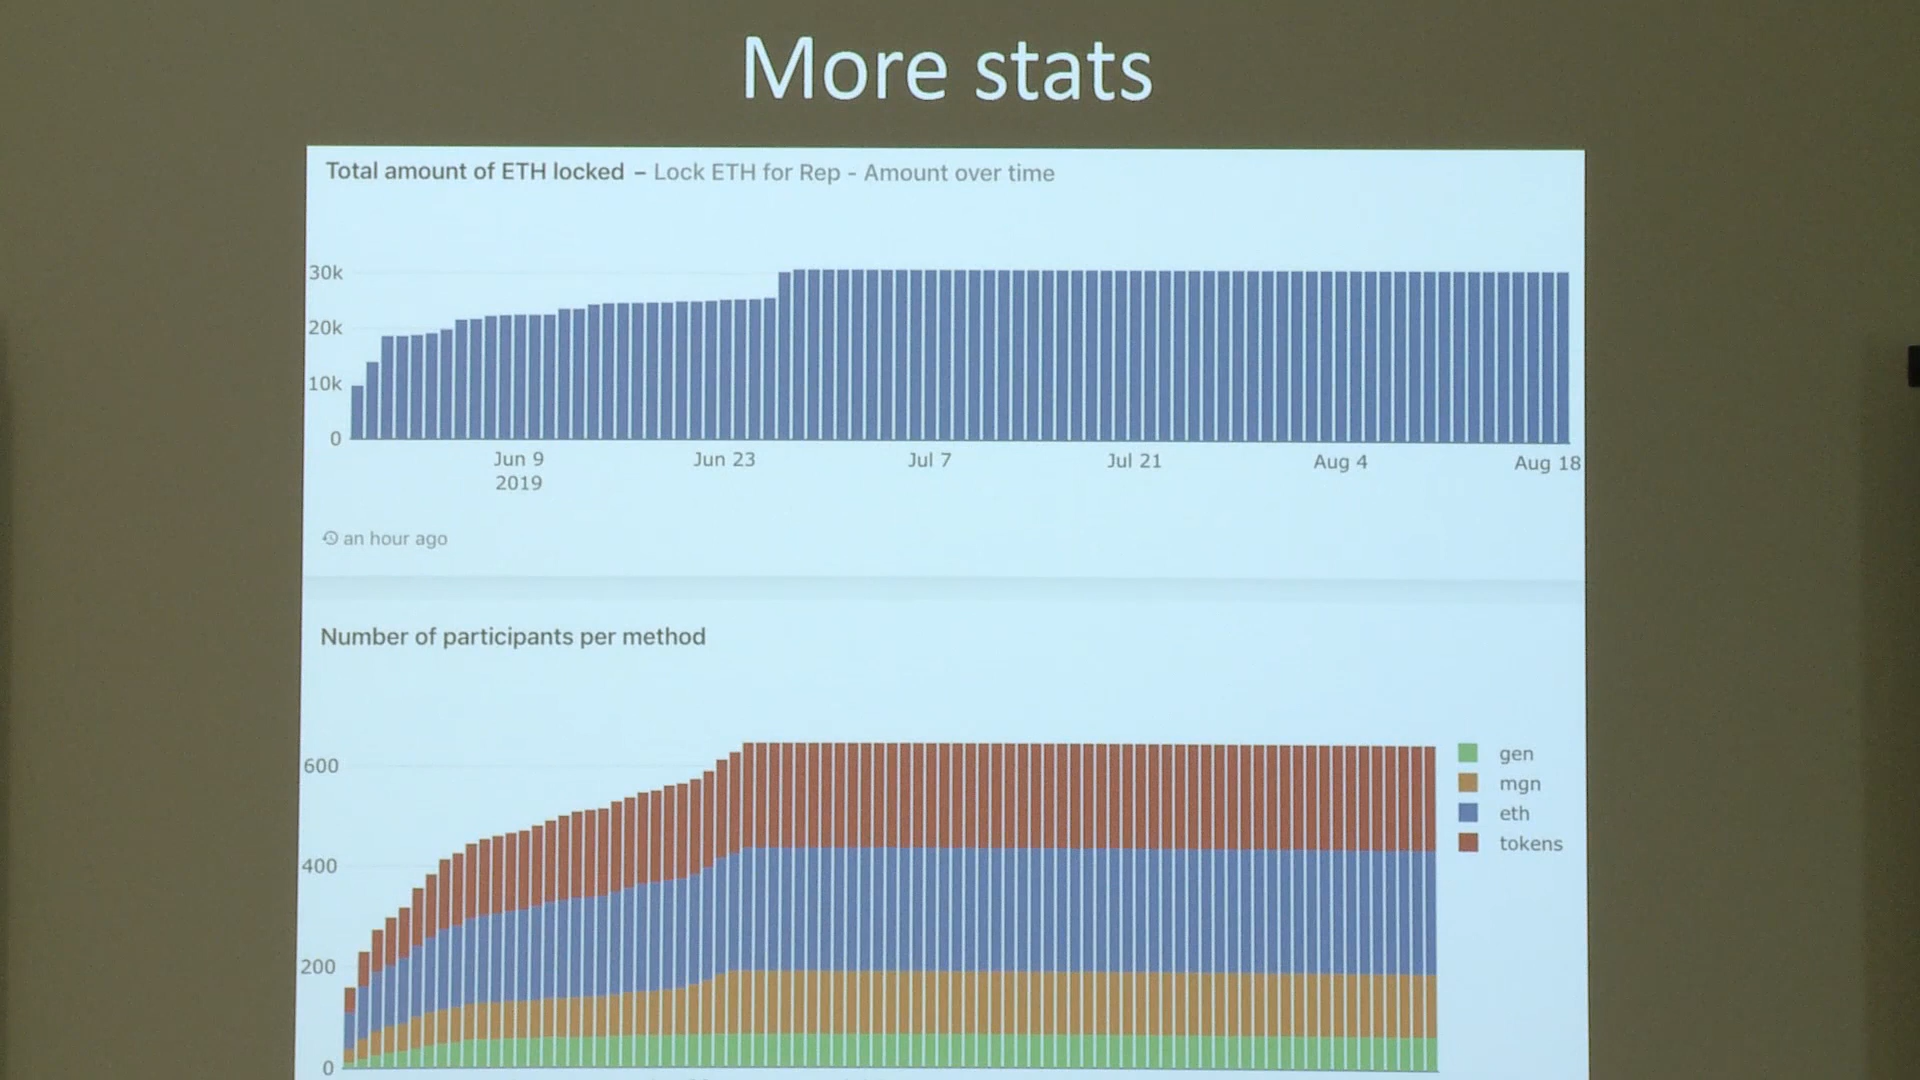 More stats
Total amount of ETH locked – Lock ETH for Rep - Amount over time
30k
20k
10k
0
Jun 9 Jun 23 Jul 7 Jul 21 Aug 4 Aug 18
2019
an hour ago
Number of participants per method
600
400
200
0
gen
mgn
eth
tokens